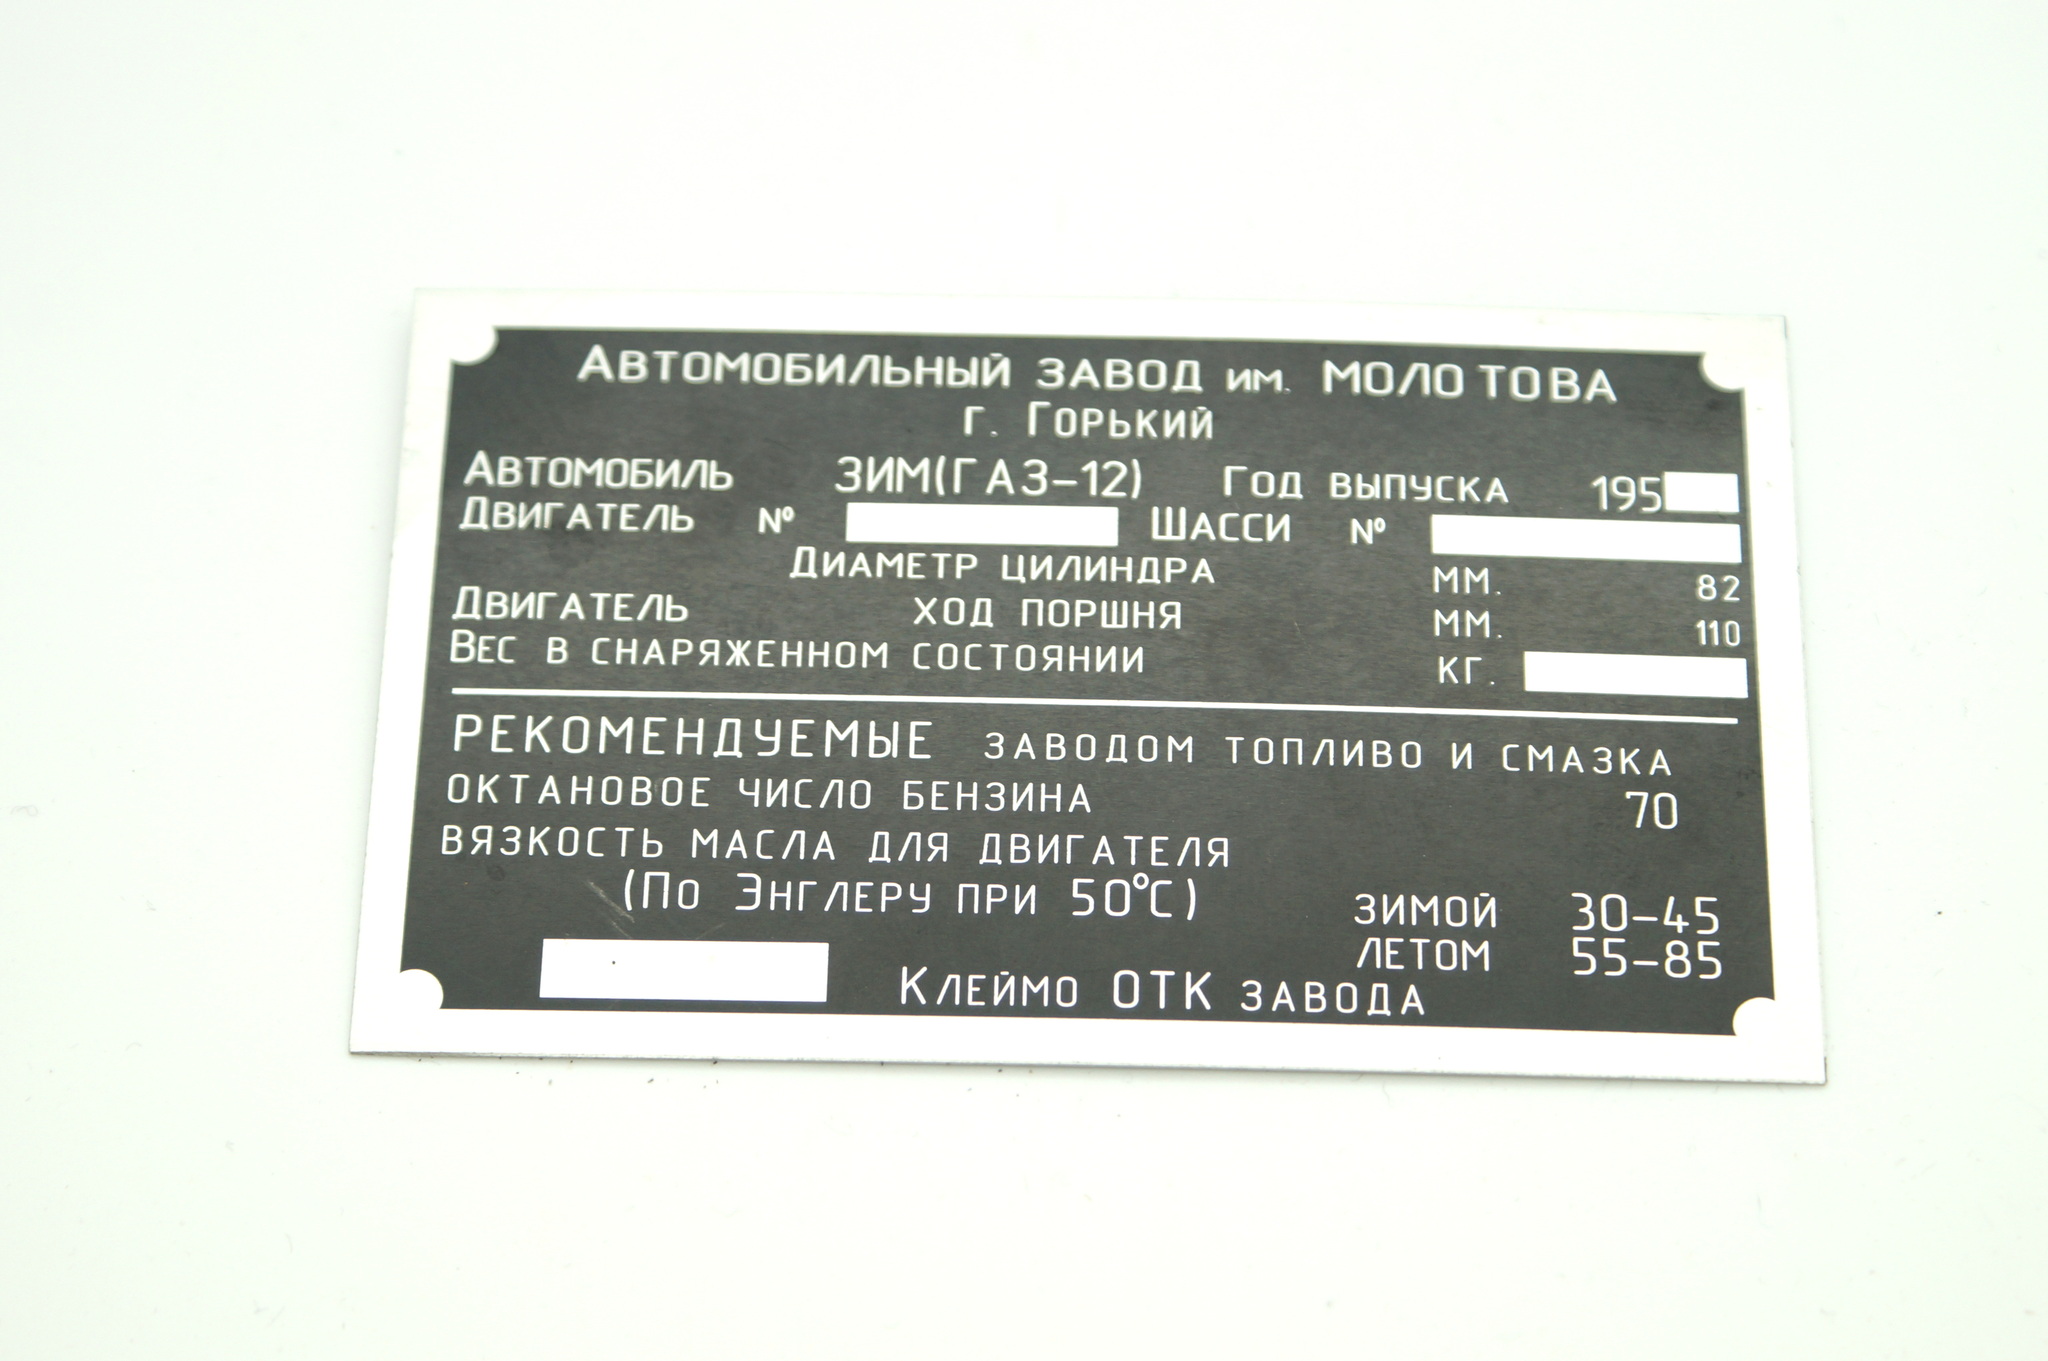 Автомобильный завод им. МОЛОТОВА
г. Горький
Автомобиль ЗИМ(ГАЗ-12) Год выпуска 195
Двигатель № Шасси №
Диаметр цилиндра мм. 82
Двигатель ход поршня мм. 110
Вес в снаряженном состоянии кг.
РЕКОМЕНДУЕМЫЕ заводом топливо и смазка
октановое число бензина 70
вязкость масла для двигателя
(По Энглеру при 50°С) зимой 30-45
летом 55-85
Клеймо ОТК завода